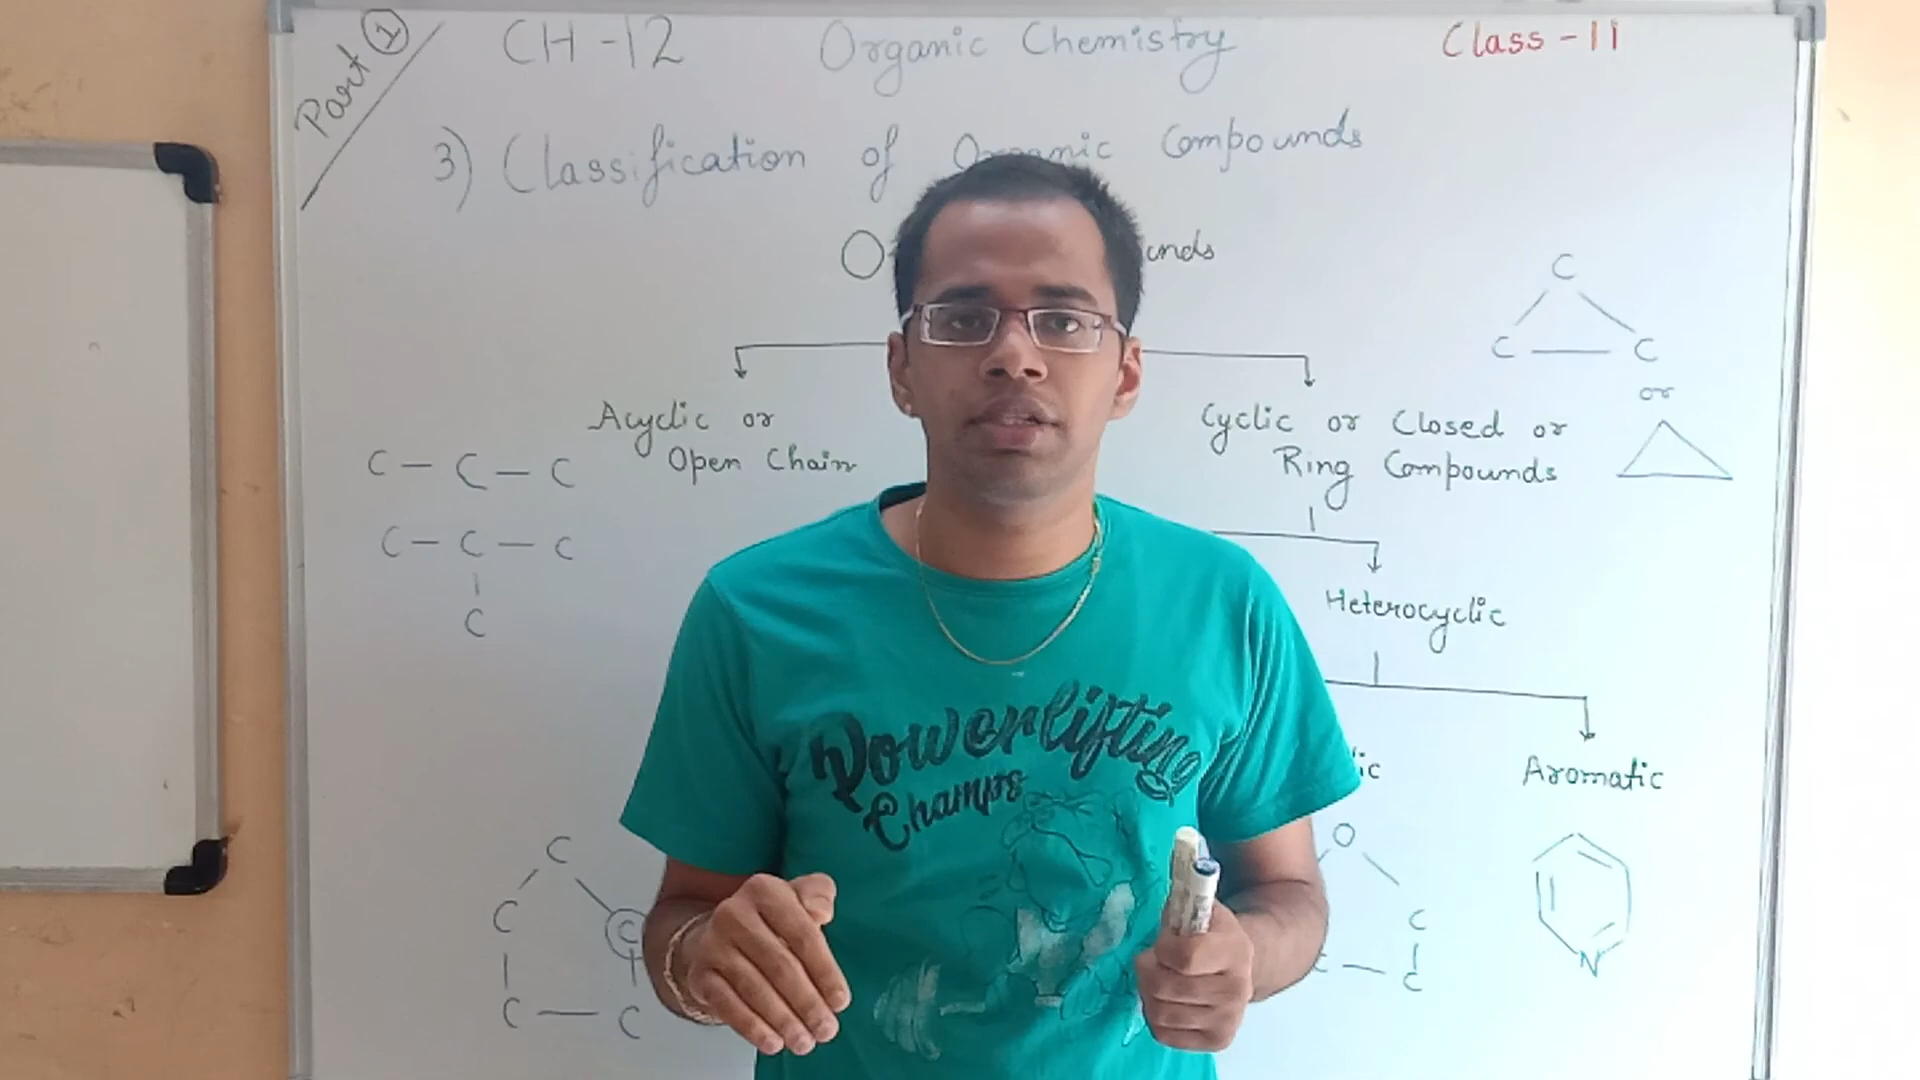 Part 1
CH-12 Organic Chemistry Class-11
3) Classification of Organic Compounds
C
C C
or
Acyclic or
Open Chain
Cyclic or Closed or
Ring Compounds
C - C - C
C - C - C
C
Heterocyclic
Aromatic
Powerlifting
Champs
C
C C
C - C
O
C
C
N